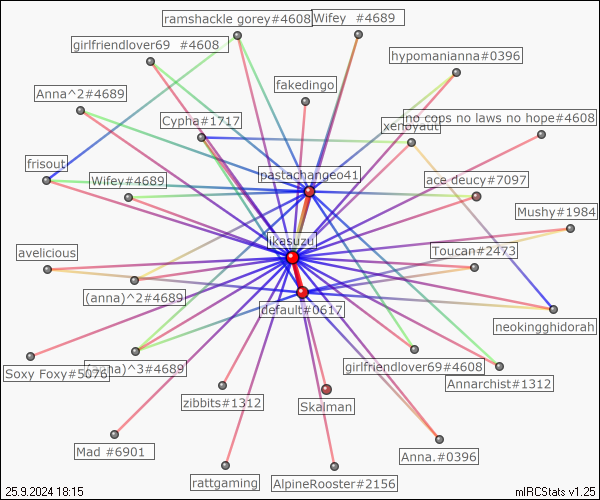 ramshackle gorey#4608
Wifey  #4689
girlfriendlover69  #4608
hypomanianna#0396
fakedingo
Anna^2#4689
Cypha#1717
no cops no laws no hope#4608
xenoyaut
frisout
Wifey#4689
pastachangeo41
ace deucy#7097
Mushy#1984
ikasuzu
avelicious
Toucan#2473
(anna)^2#4689
default#0617
neokingghidorah
Soxy Foxy#5076
(anna)^3#4689
girlfriendlover69#4608
Annarchist#1312
zibbits#1312
Skalman
Mad #6901
Anna.#0396
rattgaming
AlpineRooster#2156
25.9.2024 18:15
mIRCStats v1.25